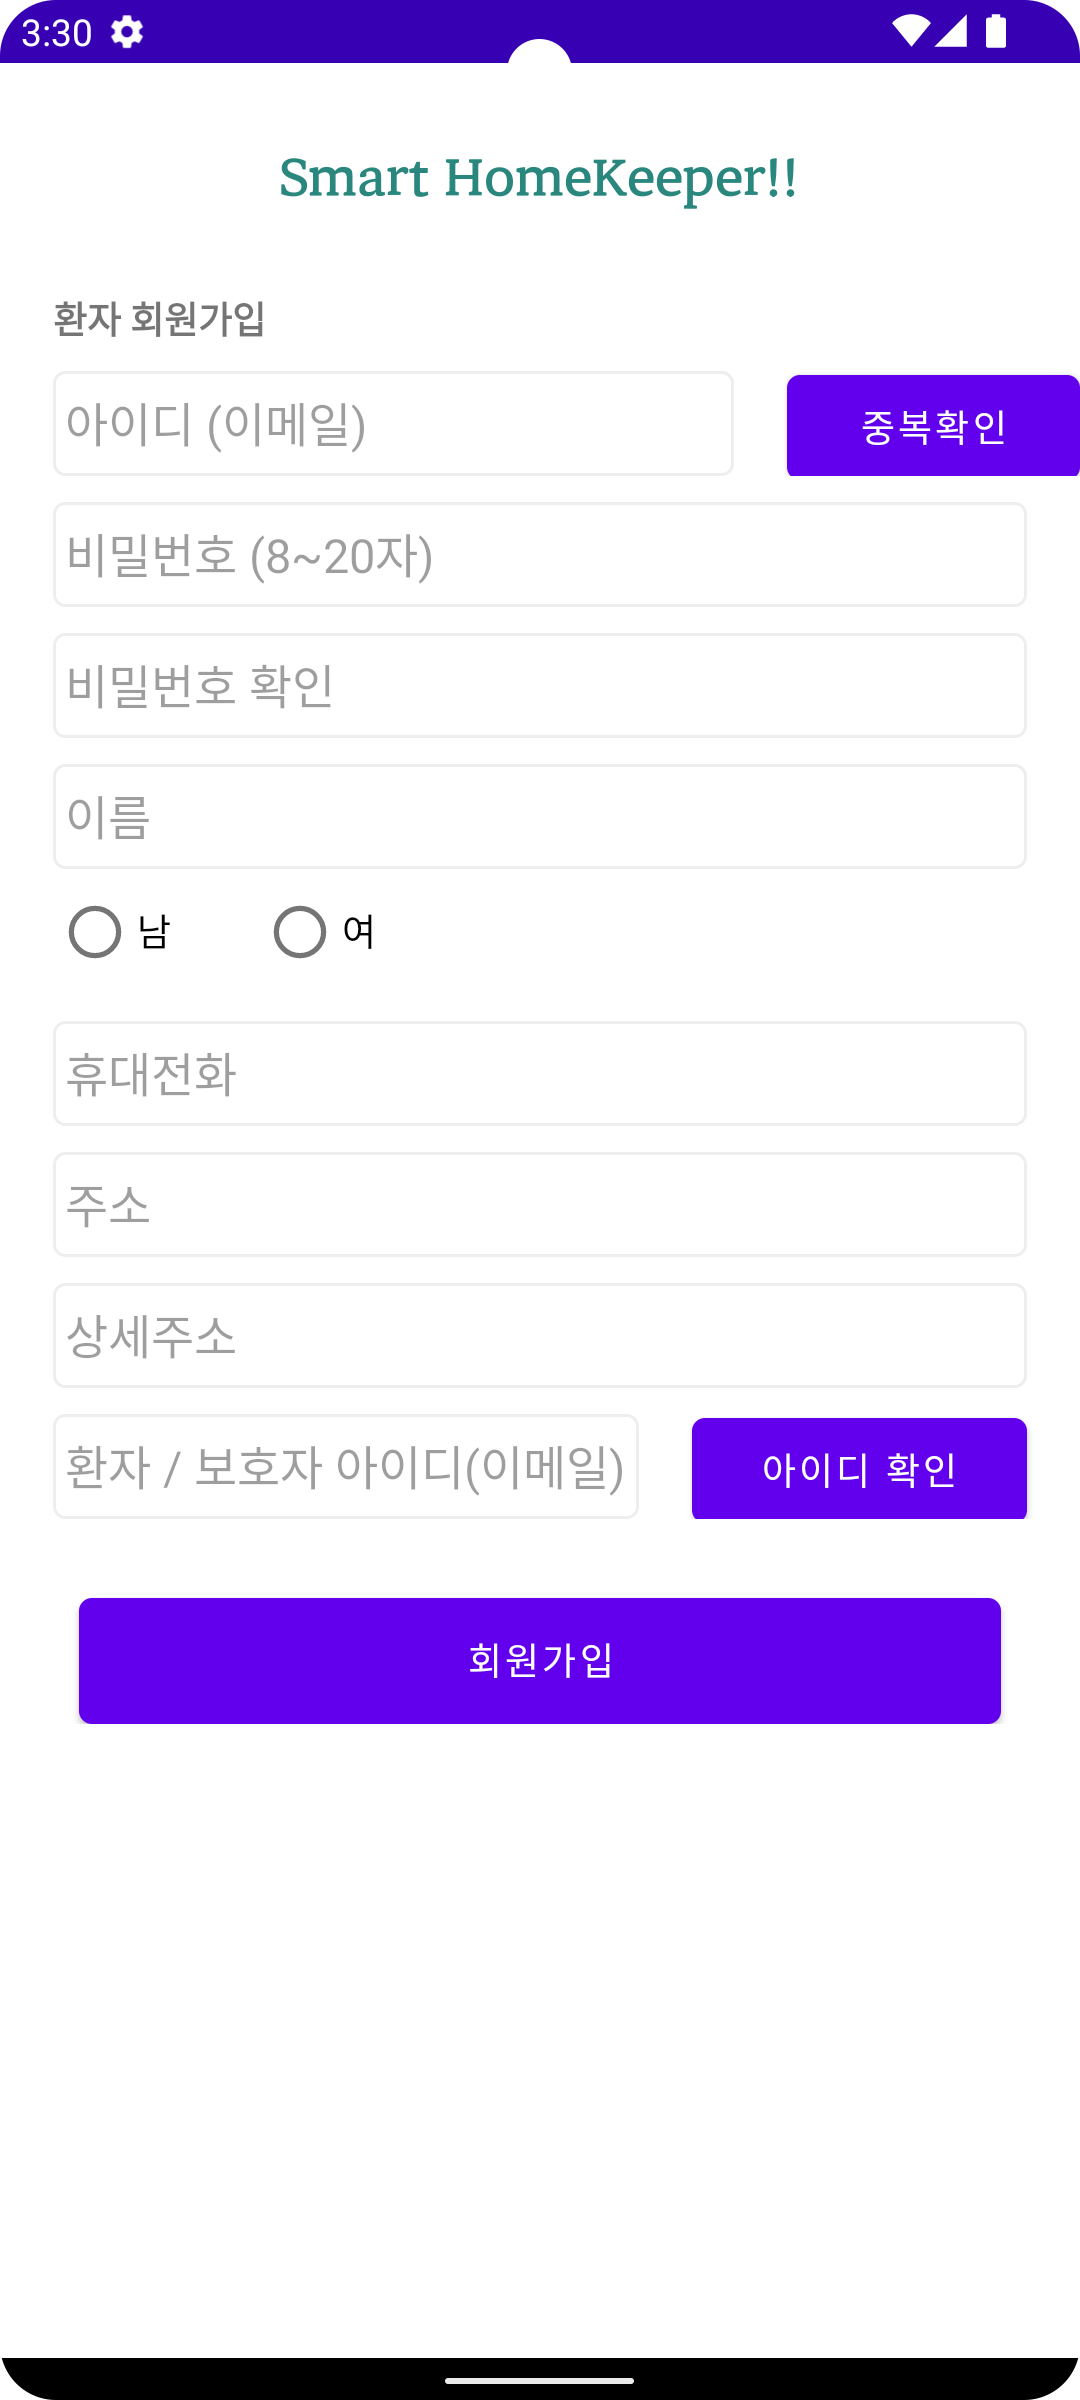 3:30
Smart HomeKeeper!!
환자 회원가입
아이디 (이메일)
중복확인
비밀번호 (8~20자)
비밀번호 확인
이름
남 여
휴대전화
주소
상세주소
환자 / 보호자 아이디(이메일)
아이디 확인
회원가입